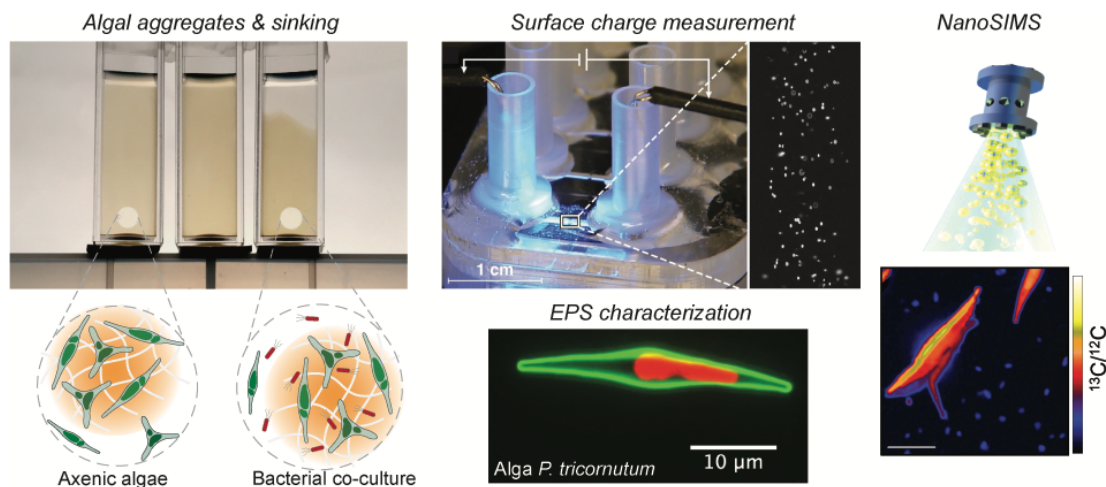 Algal aggregates & sinking
Surface charge measurement
NanoSIMS
1 cm
EPS characterization
Alga P. tricornutum
10 µm
13C/12C
Axenic algae
Bacterial co-culture